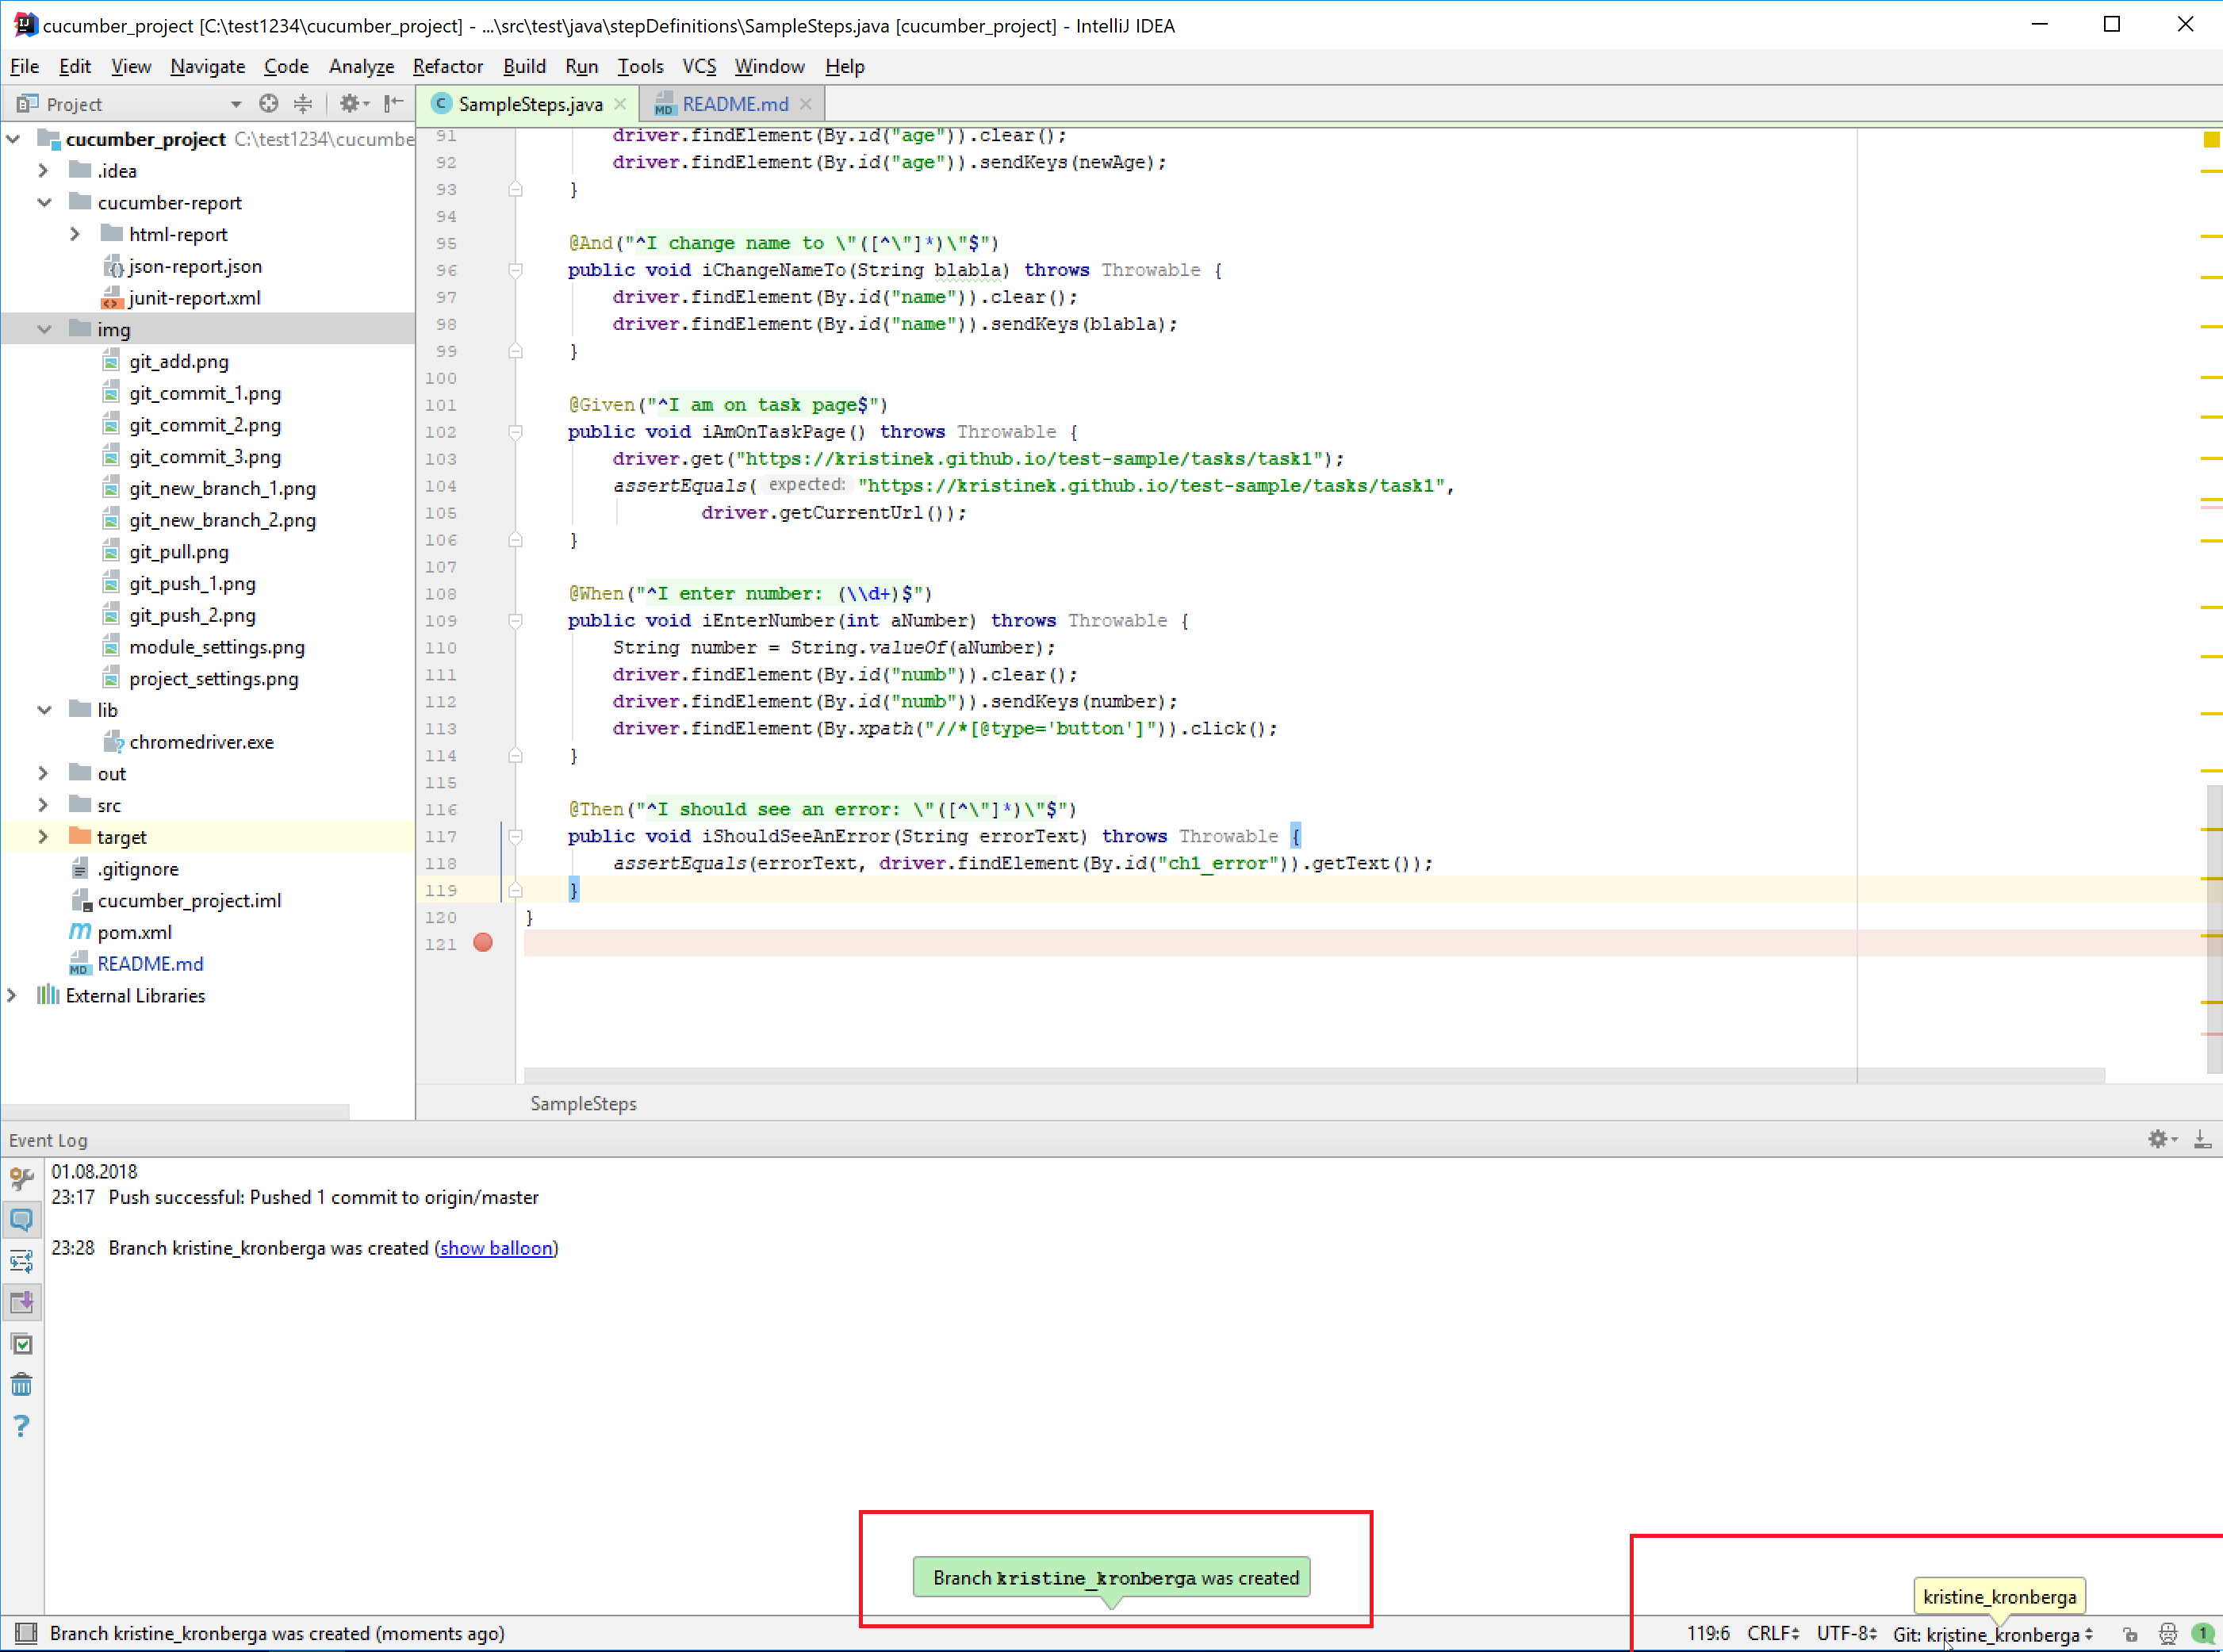 cucumber_project [C:\test1234\cucumber_project] - ...\src\test\java\stepDefinitions\SampleSteps.java [cucumber_project] - IntelliJ IDEA
File Edit View Navigate Code Analyze Refactor Build Run Tools VCS Window Help
Project
cucumber_project C:\test1234\cucumbe
.idea
cucumber-report
html-report
json-report.json
junit-report.xml
img
git_add.png
git_commit_1.png
git_commit_2.png
git_commit_3.png
git_new_branch_1.png
git_new_branch_2.png
git_pull.png
git_push_1.png
git_push_2.png
module_settings.png
project_settings.png
lib
chromedriver.exe
out
src
target
.gitignore
cucumber_project.iml
m pom.xml
MD README.md
External Libraries
C SampleSteps.java MD README.md
91 driver.findElement(By.id("age")).clear();
92 driver.findElement(By.id("age")).sendKeys(newAge);
93 }
94
95 @And("^I change name to \"([^\"]*)\"$")
96 public void iChangeNameTo(String blabla) throws Throwable {
97 driver.findElement(By.id("name")).clear();
98 driver.findElement(By.id("name")).sendKeys(blabla);
99 }
100
101 @Given("^I am on task page$")
102 public void iAmOnTaskPage() throws Throwable {
103 driver.get("https://kristinek.github.io/test-sample/tasks/task1");
104 assertEquals( expected: "https://kristinek.github.io/test-sample/tasks/task1",
105 driver.getCurrentUrl());
106 }
107
108 @When("^I enter number: (\\d+)$")
109 public void iEnterNumber(int aNumber) throws Throwable {
110 String number = String.valueOf(aNumber);
111 driver.findElement(By.id("numb")).clear();
112 driver.findElement(By.id("numb")).sendKeys(number);
113 driver.findElement(By.xpath("//*[@type='button']")).click();
114 }
115
116 @Then("^I should see an error: \"([^\"]*)\"$")
117 public void iShouldSeeAnError(String errorText) throws Throwable {
118 assertEquals(errorText, driver.findElement(By.id("ch1_error")).getText());
119 }
120 }
121
SampleSteps
Event Log
01.08.2018
23:17 Push successful: Pushed 1 commit to origin/master
23:28 Branch kristine_kronberga was created (show balloon)
Branch kristine_kronberga was created
kristine_kronberga
Branch kristine_kronberga was created (moments ago)
119:6 CRLF UTF-8 Git: kristine_kronberga 1